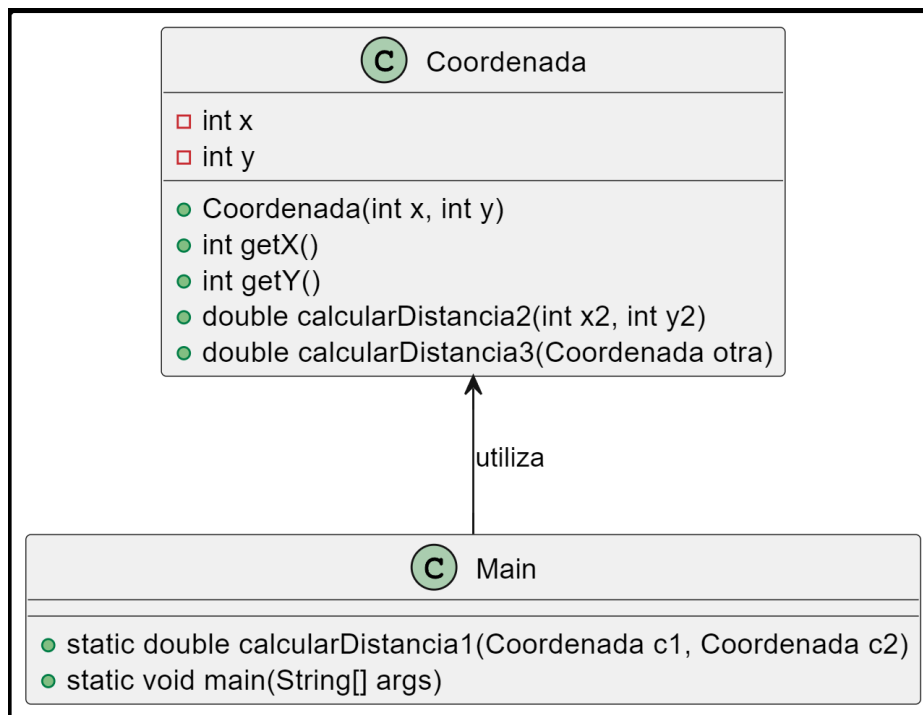 C Coordenada
int x
int y
Coordenada(int x, int y)
int getX()
int getY()
double calcularDistancia2(int x2, int y2)
double calcularDistancia3(Coordenada otra)
utiliza
C Main
static double calcularDistancia1(Coordenada c1, Coordenada c2)
static void main(String[] args)